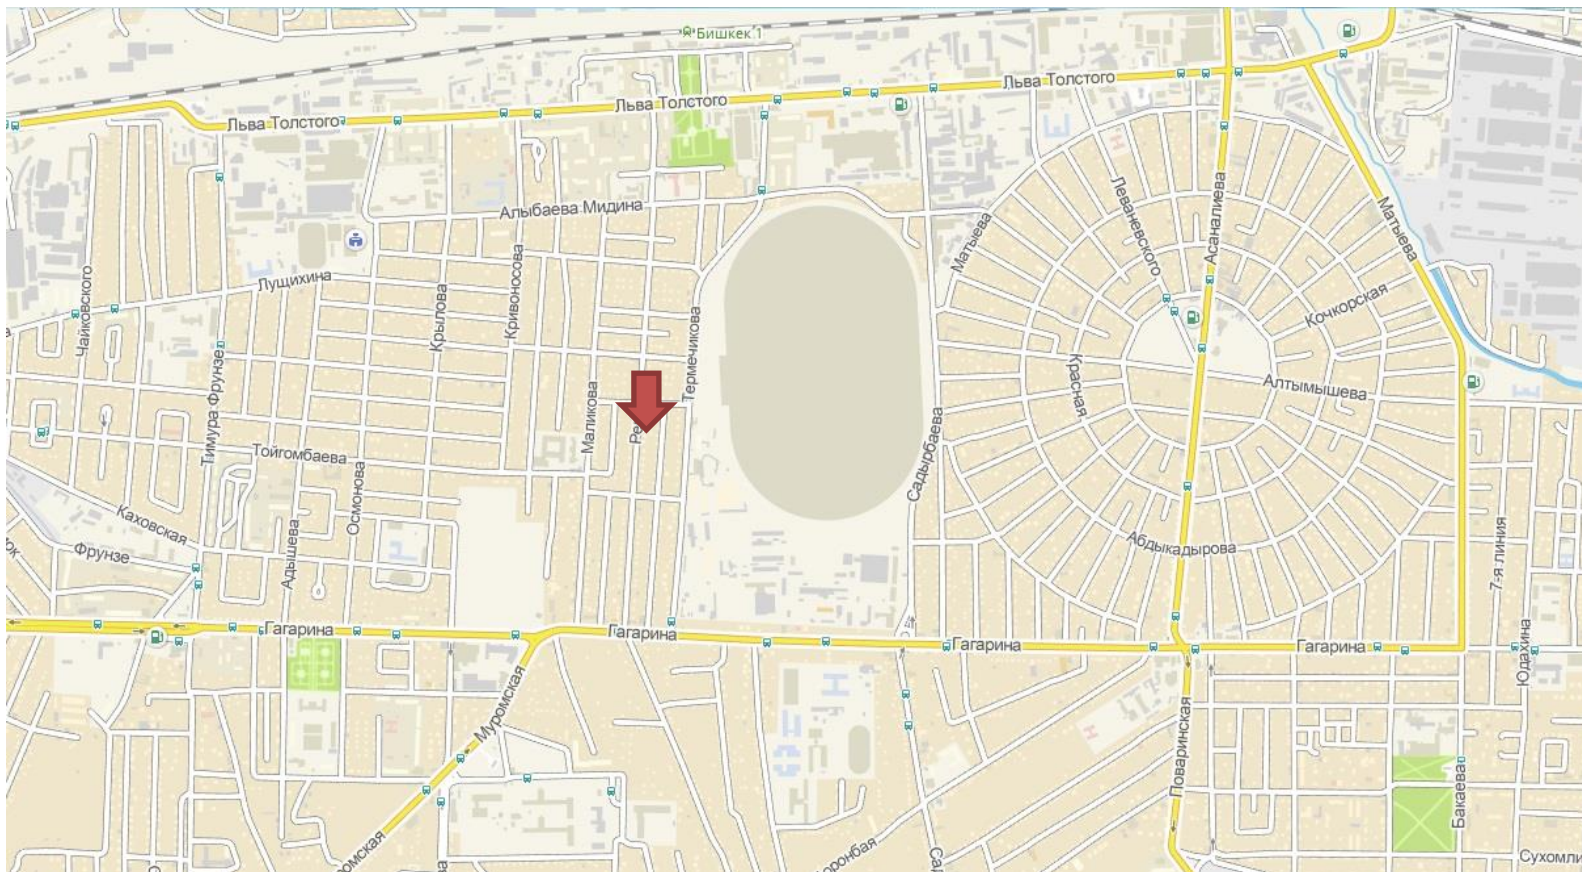 Бишкек 1
Льва Толстого
Льва Толстого
Льва Толстого
Алыбаева Мидина
Матыева
Леваневского
Асаналиева
Матыева
Чайковского
Лущихина
Крылова
Кривоносова
Кочкорская
Тимура Фрунзе
Термечикова
Маликова
Красная
Алтымышева
Ре
Тойгомбаева
Осмонова
Садырбаева
Каховская
Фрунзе
Адышева
Абдыкадырова
7-я линия
Гагарина
Гагарина
Гагарина
Гагарина
Юдахина
Муромская
Поваринская
Бакаева
Сухомли